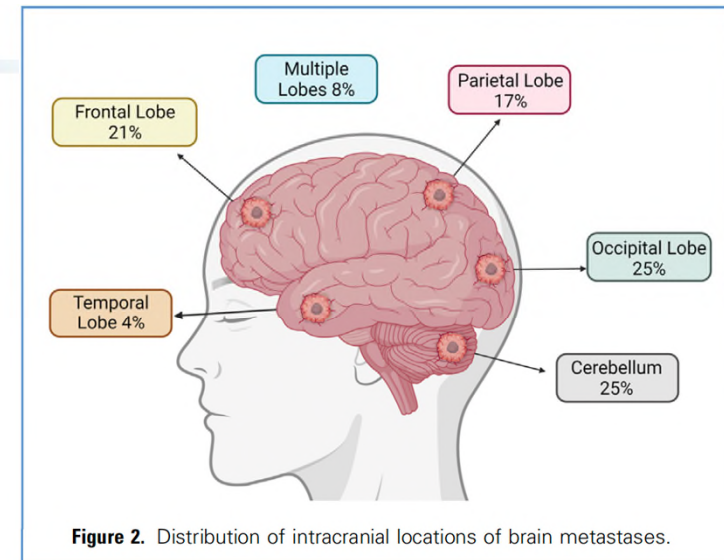 Multiple
Lobes 8%
Parietal Lobe
17%
Frontal Lobe
21%
Occipital Lobe
25%
Temporal
Lobe 4%
Cerebellum
25%
Figure 2. Distribution of intracranial locations of brain metastases.